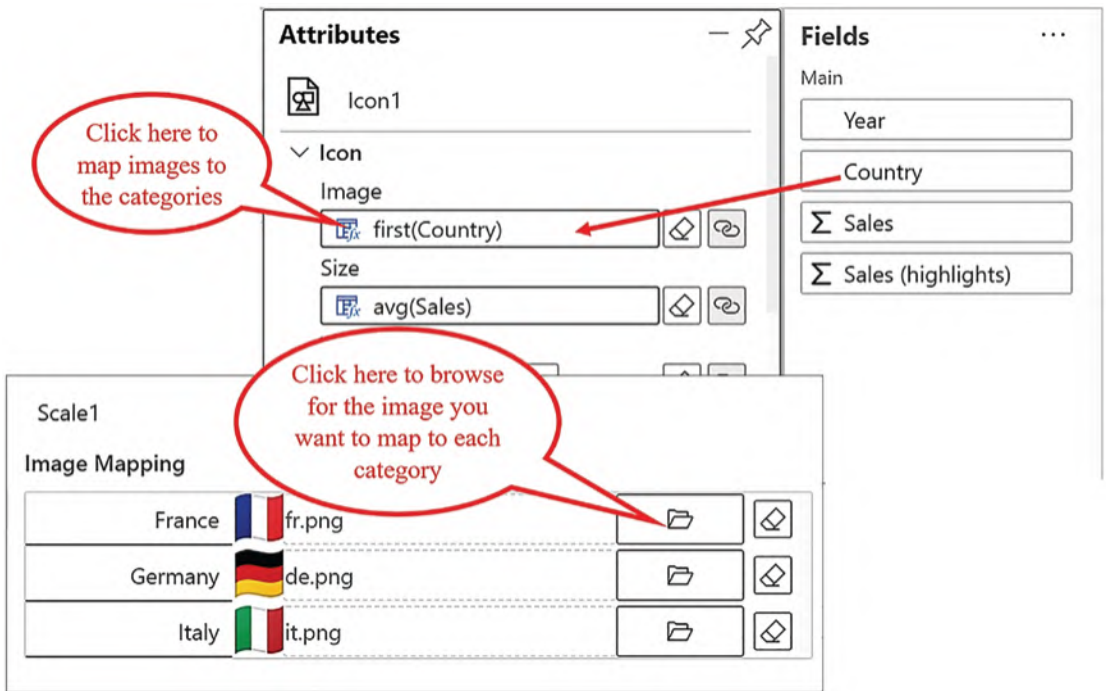 Attributes
Icon1
Icon
Image
fx first(Country)
Size
fx avg(Sales)
Fields
...
Main
Year
Country
Σ Sales
Σ Sales (highlights)
Click here to
map images to
the categories
Click here to browse
for the image you
want to map to each
category
Scale1
Image Mapping
France fr.png
Germany de.png
Italy it.png